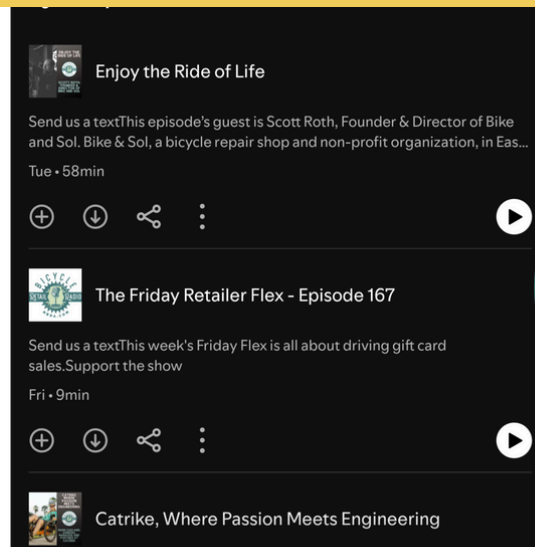 Enjoy the Ride of Life
Send us a textThis episode's guest is Scott Roth, Founder & Director of Bike
and Sol. Bike & Sol, a bicycle repair shop and non-profit organization, in Eas...
Tue • 58min
BICYCLE
RETAIL RADIO
The Friday Retailer Flex - Episode 167
Send us a textThis week's Friday Flex is all about driving gift card
sales.Support the show
Fri • 9min
Catrike, Where Passion Meets Engineering